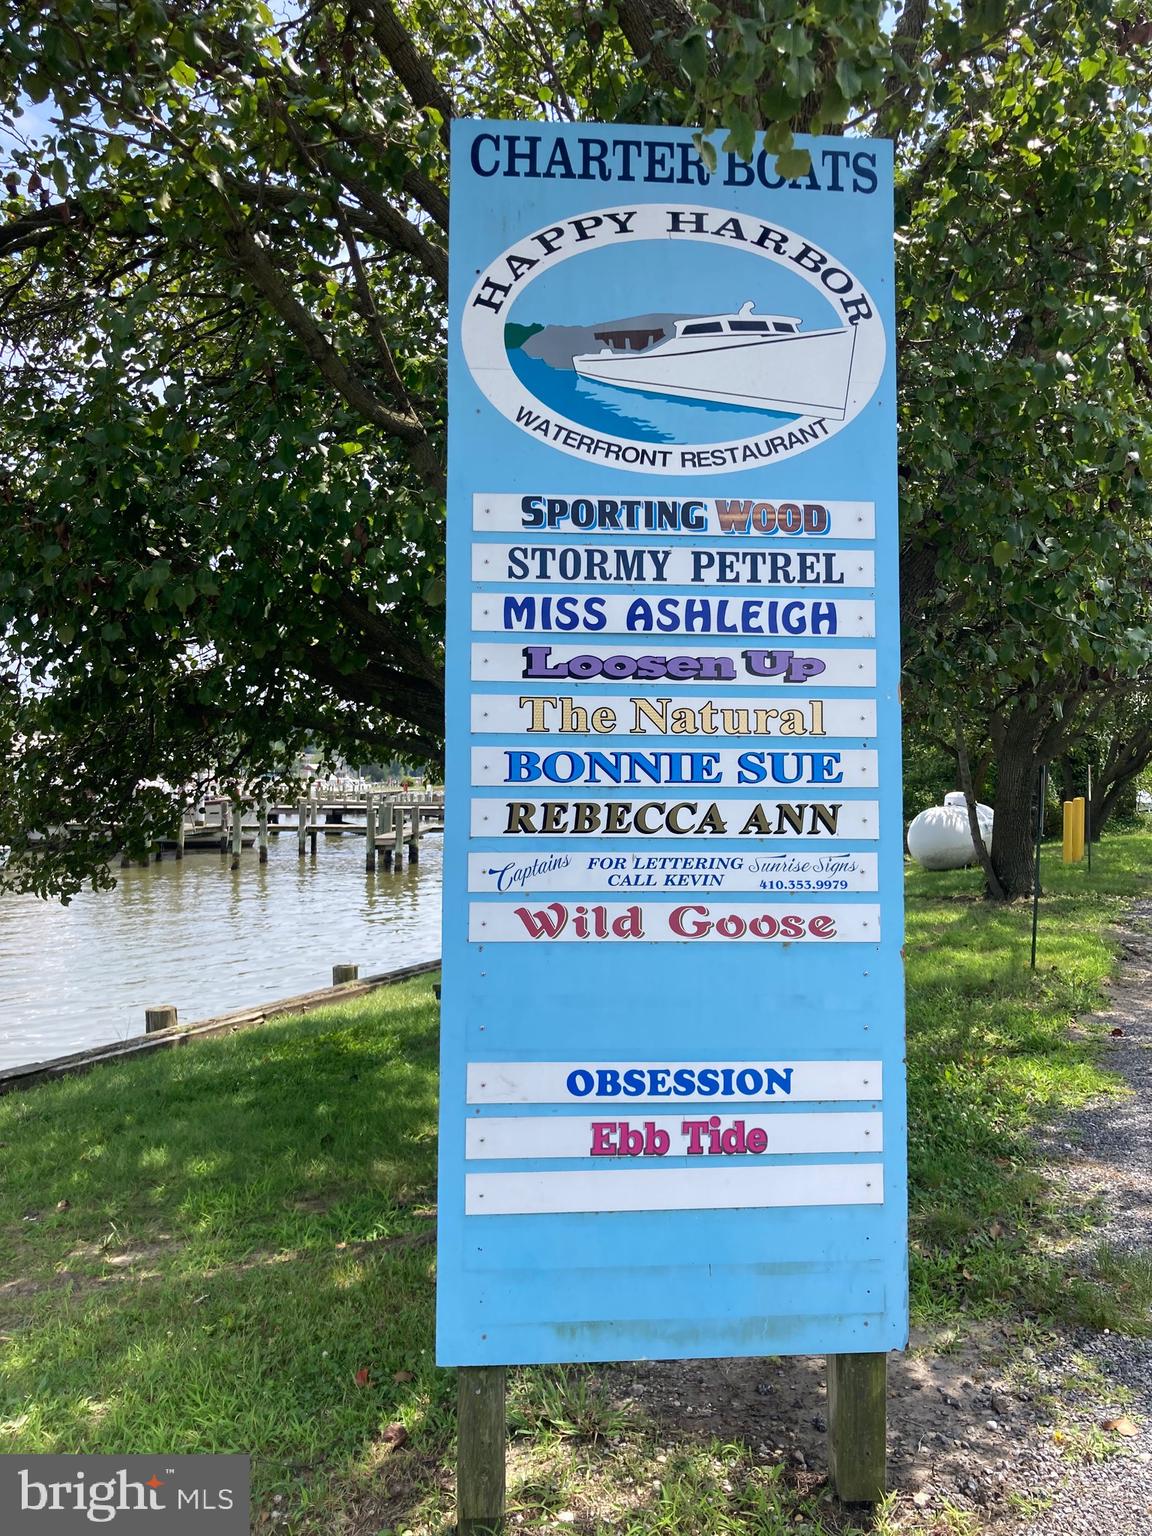 CHARTER BOATS
HAPPY HARBOR
WATERFRONT RESTAURANT
SPORTING WOOD
STORMY PETREL
MISS ASHLEIGH
Loosen Up
The Natural
BONNIE SUE
REBECCA ANN
Captains FOR LETTERING Sunrise Signs
CALL KEVIN 410.353.9979
Wild Goose
OBSESSION
Ebb Tide
bright™ MLS